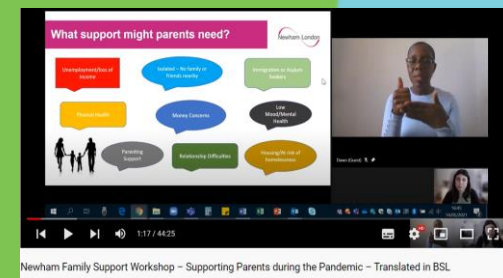 What support might parents need?
Newham London
Unemployment/loss of
income
Isolated – No family or
friends nearby
Immigration or Asylum
Seekers
Physical Health
Money Concerns
Low
Mood/Mental
Health
Parenting
Support
Relationship Difficulties
Housing/At risk of
homelessness
1:17 / 44:25
Newham Family Support Workshop – Supporting Parents during the Pandemic – Translated in BSL